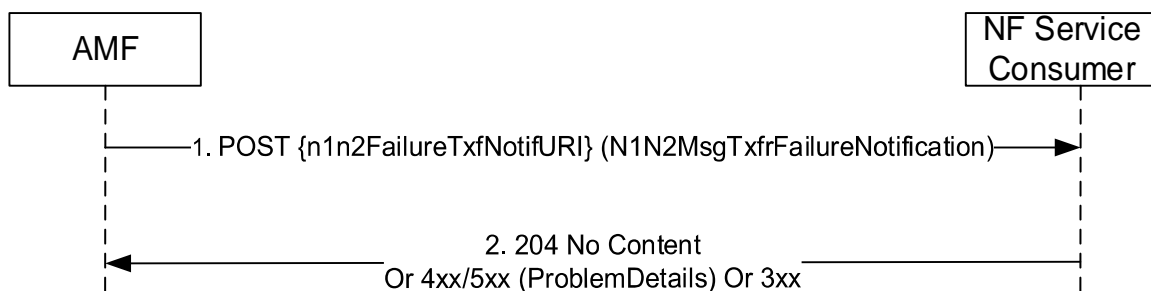 AMF
NF Service
Consumer
1. POST {n1n2FailureTxfNotifURI} (N1N2MsgTxfrFailureNotification)
2. 204 No Content
Or 4xx/5xx (ProblemDetails) Or 3xx